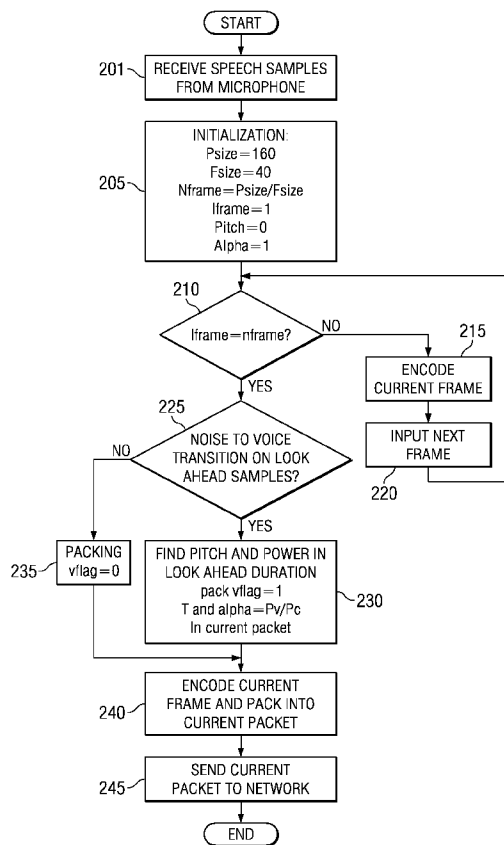 START
201
RECEIVE SPEECH SAMPLES
FROM MICROPHONE
205
INITIALIZATION:
Psize=160
Fsize=40
Nframe=Psize/Fsize
Iframe=1
Pitch=0
Alpha=1
210
Iframe=nframe?
NO
YES
215
ENCODE
CURRENT FRAME
INPUT NEXT
FRAME
220
225
NOISE TO VOICE
TRANSITION ON LOOK
AHEAD SAMPLES?
NO
YES
235
PACKING
vflag=0
FIND PITCH AND POWER IN
LOOK AHEAD DURATION
pack vflag=1
T and alpha=Pv/Pc
In current packet
230
240
ENCODE CURRENT
FRAME AND PACK INTO
CURRENT PACKET
245
SEND CURRENT
PACKET TO NETWORK
END